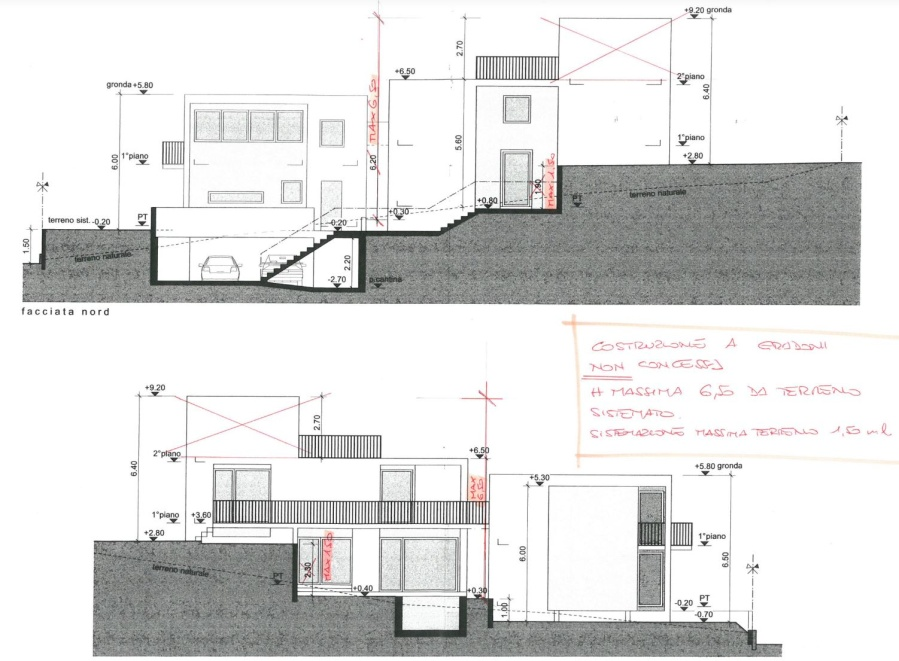 +9.20 gronda
2.70
MAX 6,50
+6.50
2°piano
gronda+5.80
6.40
6.00
1°piano
6.20
5.60
1°piano
+2.80
1.90
MAX 1.50
PT
terreno naturale
terreno sist. -0.20
PT
-0.20
+0.30
+0.80
1.50
terreno naturale
2.20
-2.70
p.cantina
facciata nord
COSTRUZIONE A GRADONI
NON CONCESSA
H MASSIMA 6,5 DA TERRENO
SISTEMATO.
SISTEMAZIONE MASSIMA TERRENO 1,50 ml
+9.20
2.70
6.40
2°piano
+6.50
MAX 6.50
+5.80 gronda
+5.30
1°piano
+3.60
+2.80
6.00
1°piano
6.50
2.30
MAX 1.50
terreno naturale
PT
+0.40
+0.30
1.00
PT
-0.20
-0.70